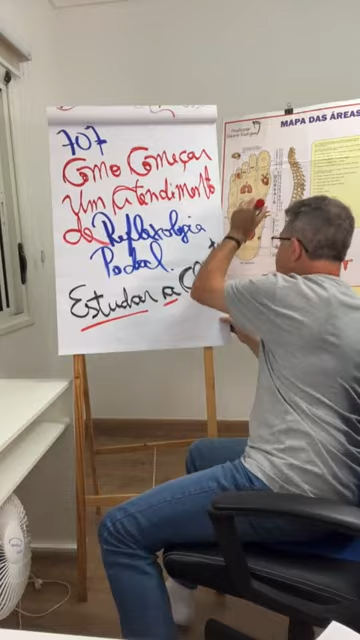 707
Como Começar
Um Atendimento
de Reflexologia
Podal.
Estudar a
MAPA DAS ÁREAS